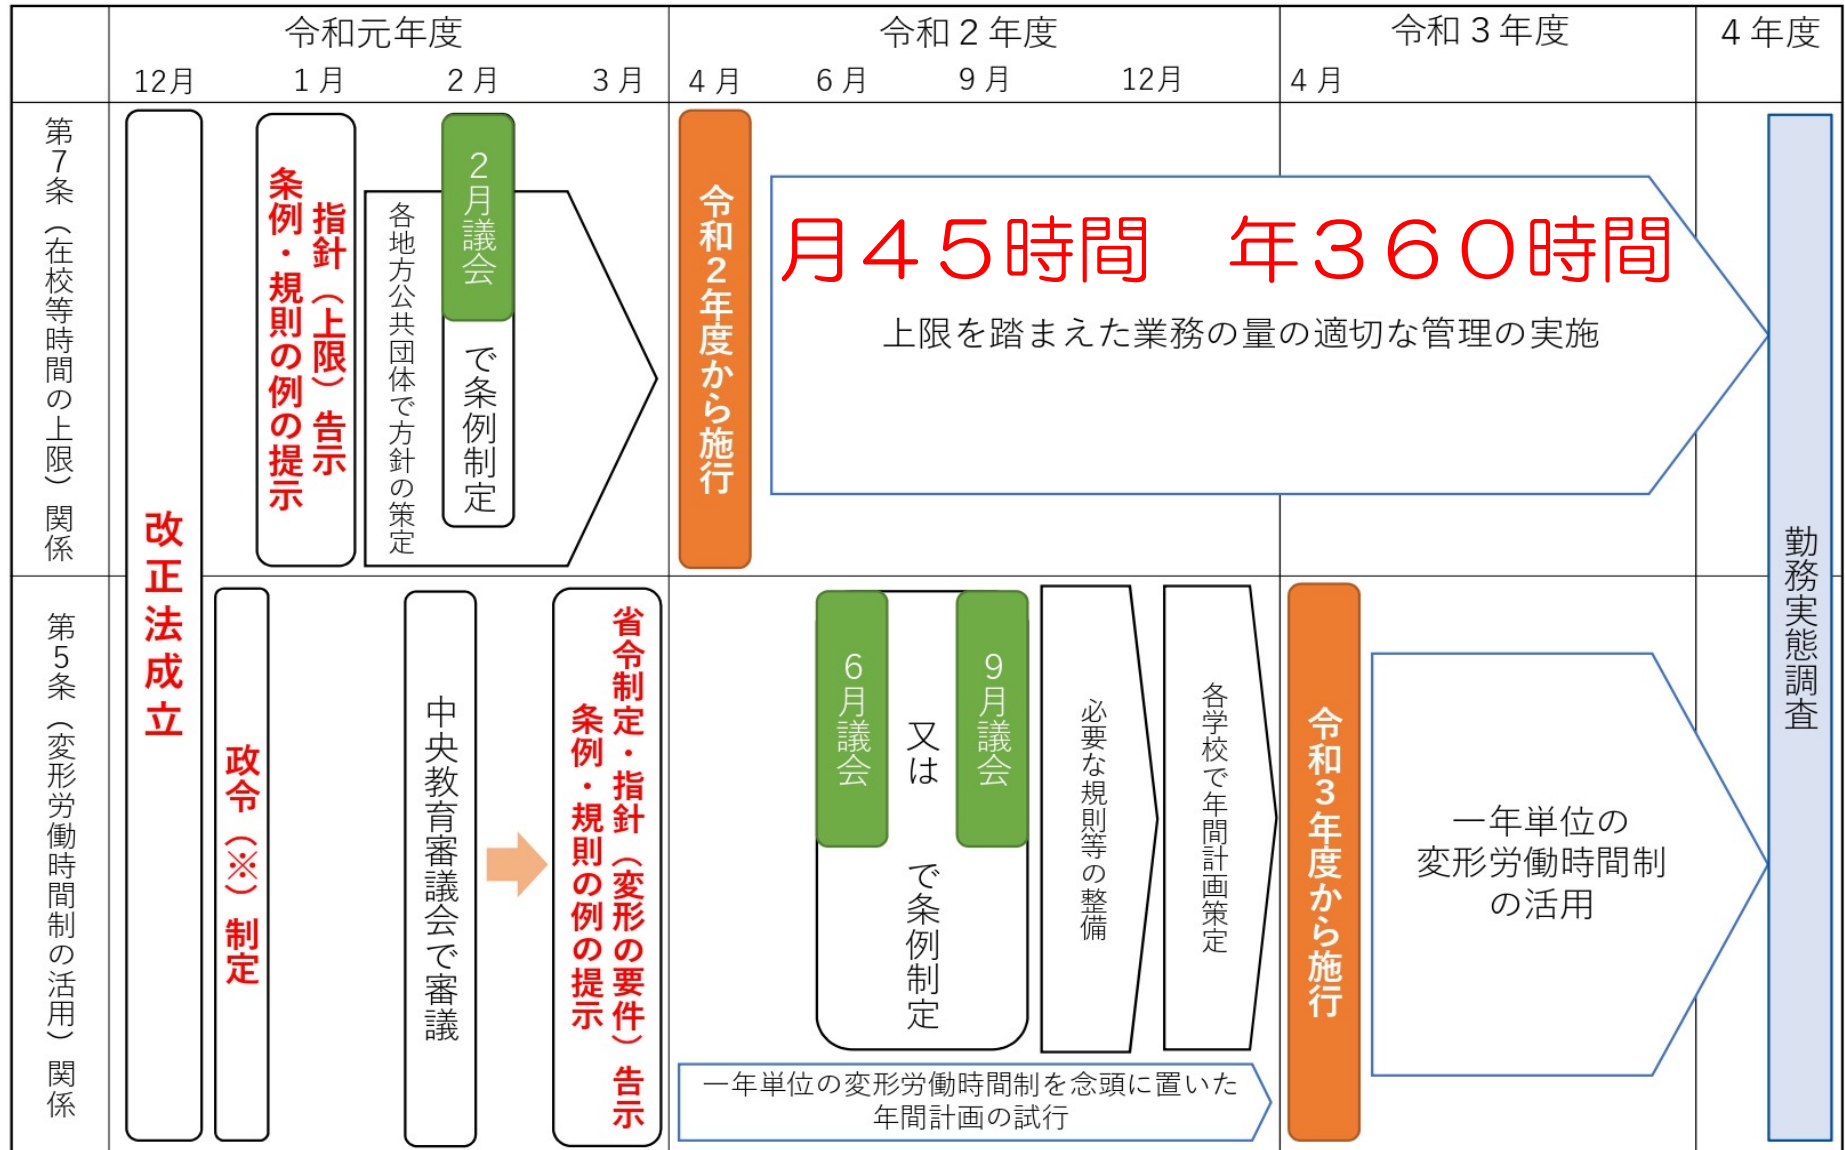 令和元年度
令和２年度
令和３年度
４年度
12月
１月
２月
３月
４月
６月
９月
12月
４月
第７条（在校等時間の上限）関係
改正法成立
指針（上限）告示
条例・規則の例の提示
各地方公共団体で方針の策定
２月議会
で条例制定
令和２年度から施行
月４５時間　年３６０時間
上限を踏まえた業務の量の適切な管理の実施
勤務実態調査
第５条（変形労働時間制の活用）関係
政令（※）制定
中央教育審議会で審議
省令制定・指針（変形の要件）告示
条例・規則の例の提示
６月議会
又は
９月議会
で条例制定
必要な規則等の整備
各学校で年間計画策定
一年単位の変形労働時間制を念頭に置いた
年間計画の試行
令和３年度から施行
一年単位の
変形労働時間制
の活用